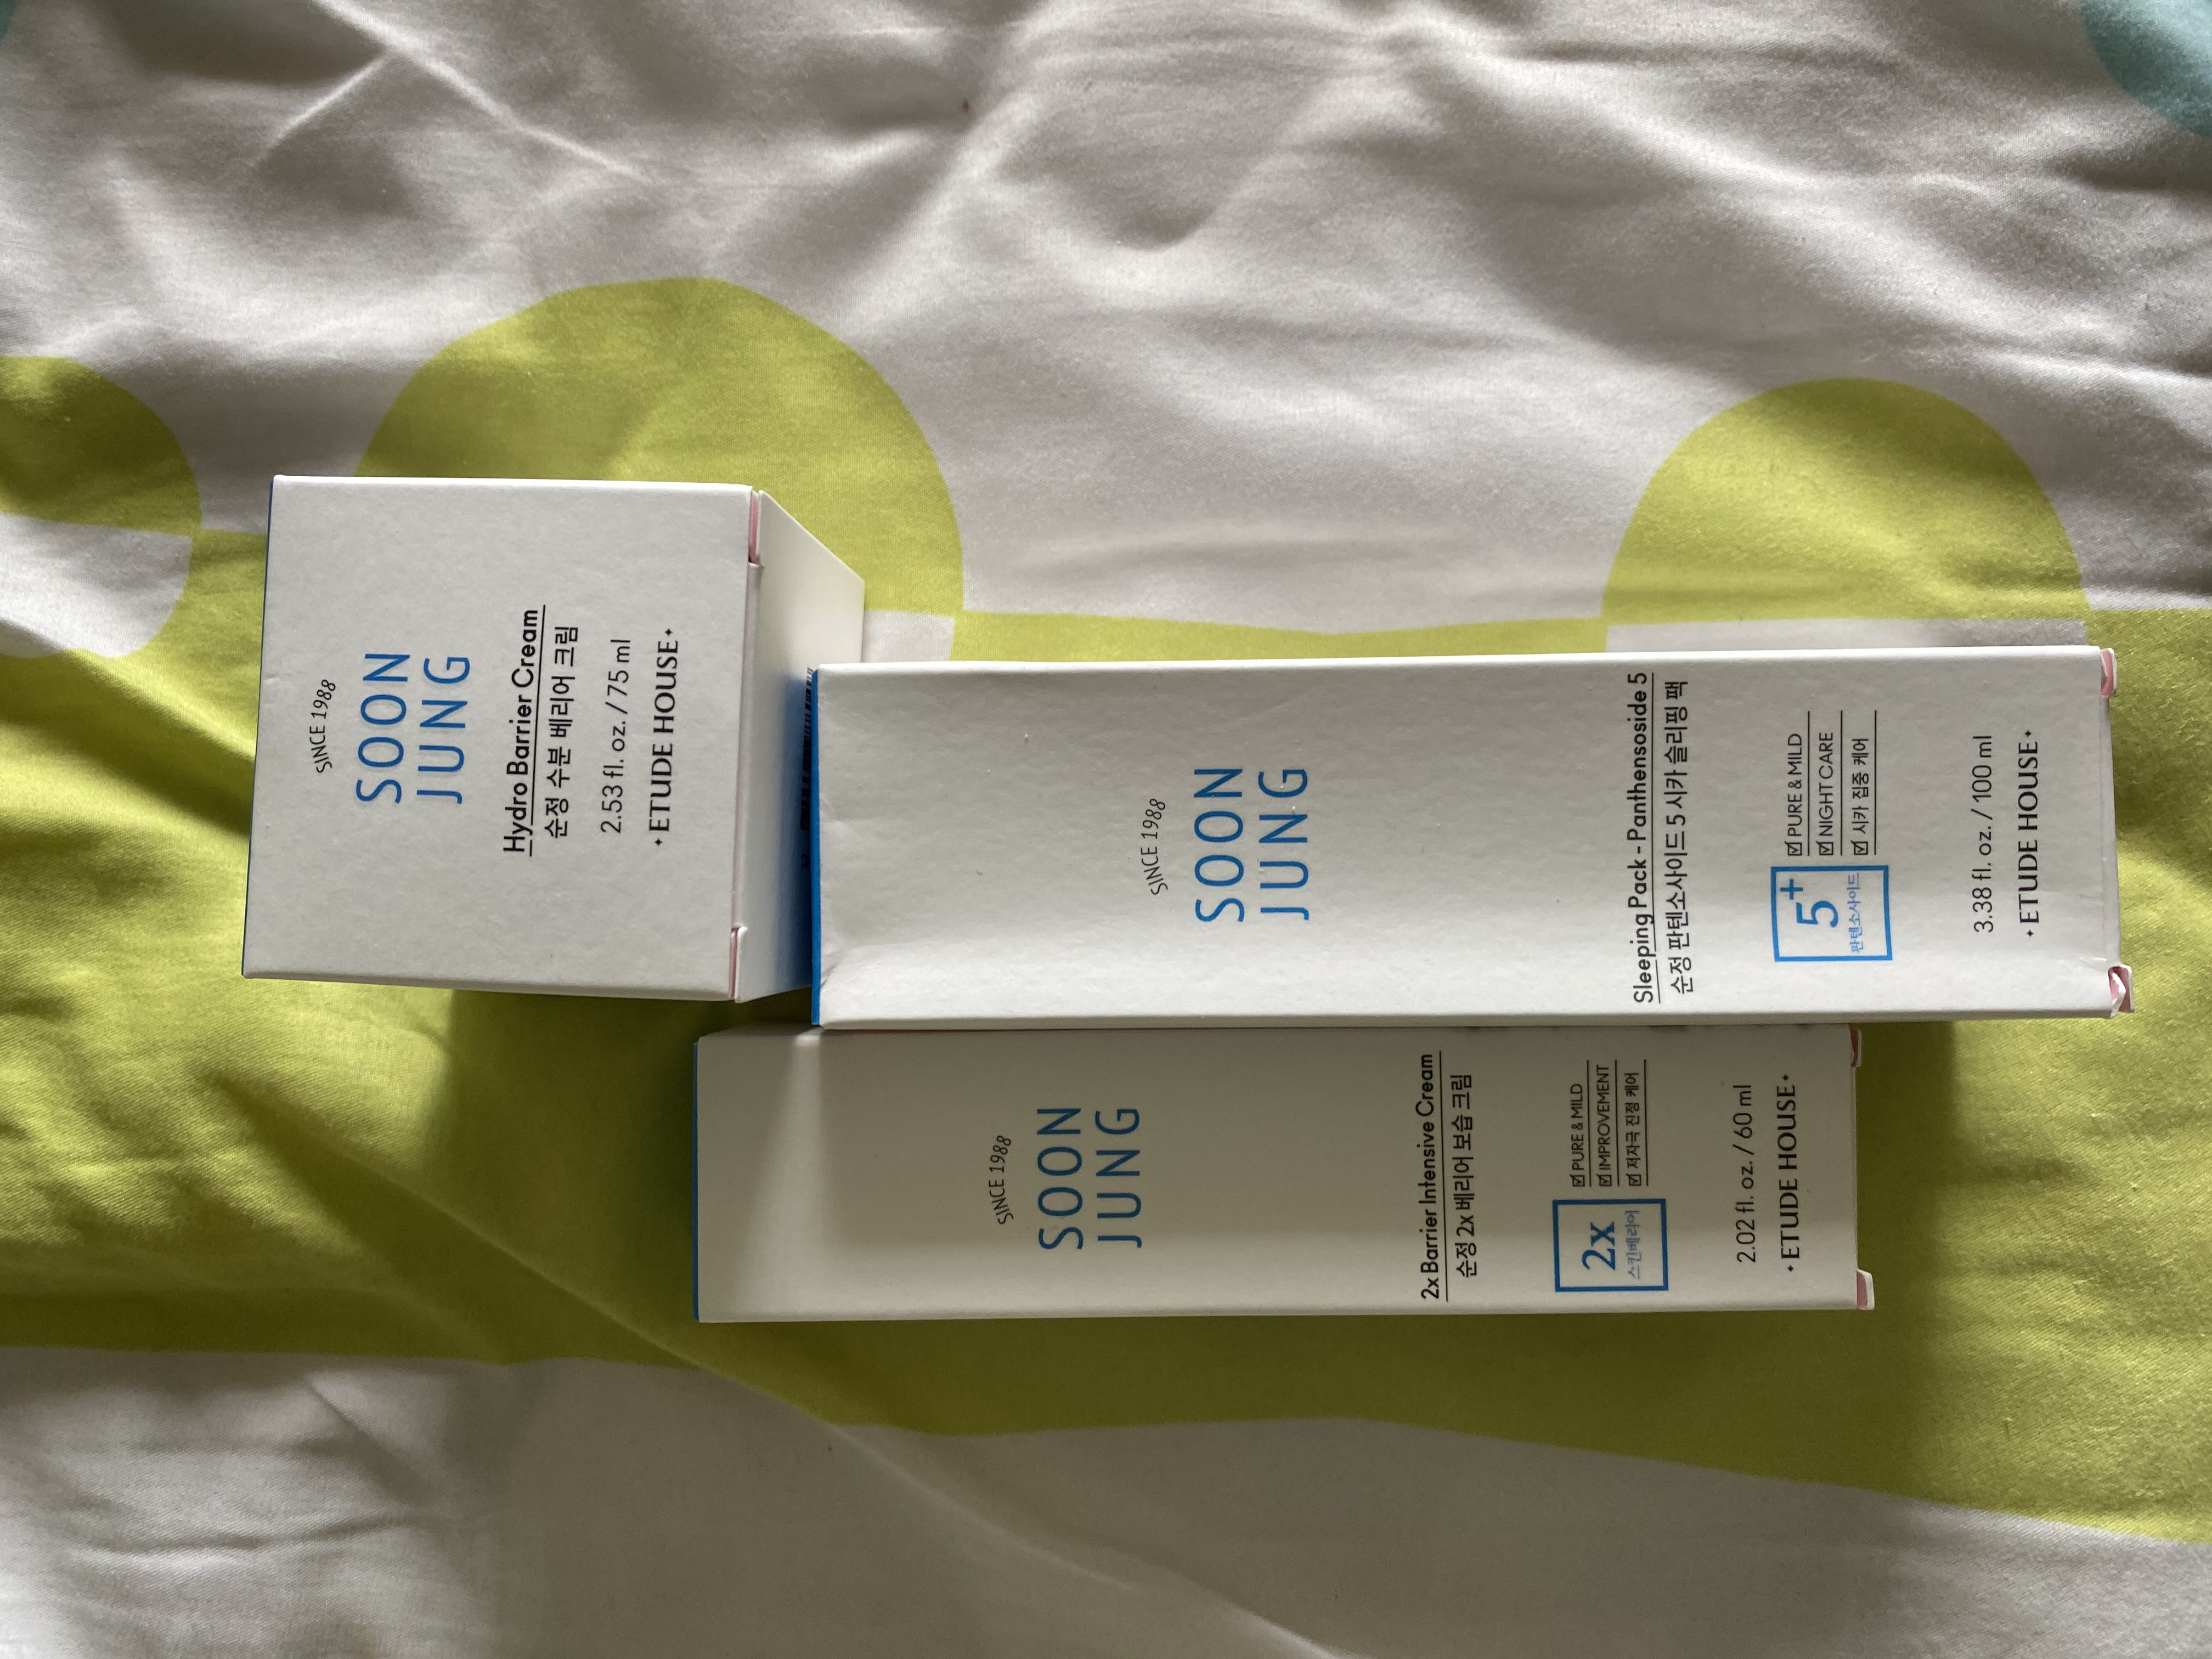 SINCE 1988
SOON
JUNG
Hydro Barrier Cream
순정 수분 베리어 크림
2.53 fl. oz. / 75 ml
ETUDE HOUSE
SINCE 1988
SOON
JUNG
2x Barrier Intensive Cream
순정 2x 베리어 보습 크림
2x
스킨베리어
PURE & MILD
IMPROVEMENT
저자극 진정 케어
2.02 fl. oz. / 60 ml
ETUDE HOUSE
SINCE 1988
SOON
JUNG
Sleeping Pack - Panthensoside 5
순정 판텐소사이드 5 시카 슬리핑 팩
5+
판텐소사이드
PURE & MILD
NIGHT CARE
시카 집중 케어
3.38 fl. oz. / 100 ml
ETUDE HOUSE